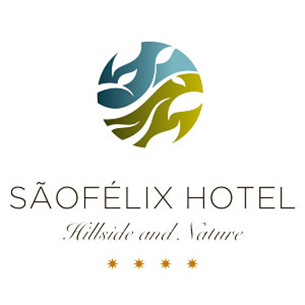 SÃOFÉLIX HOTEL
Hillside and Nature